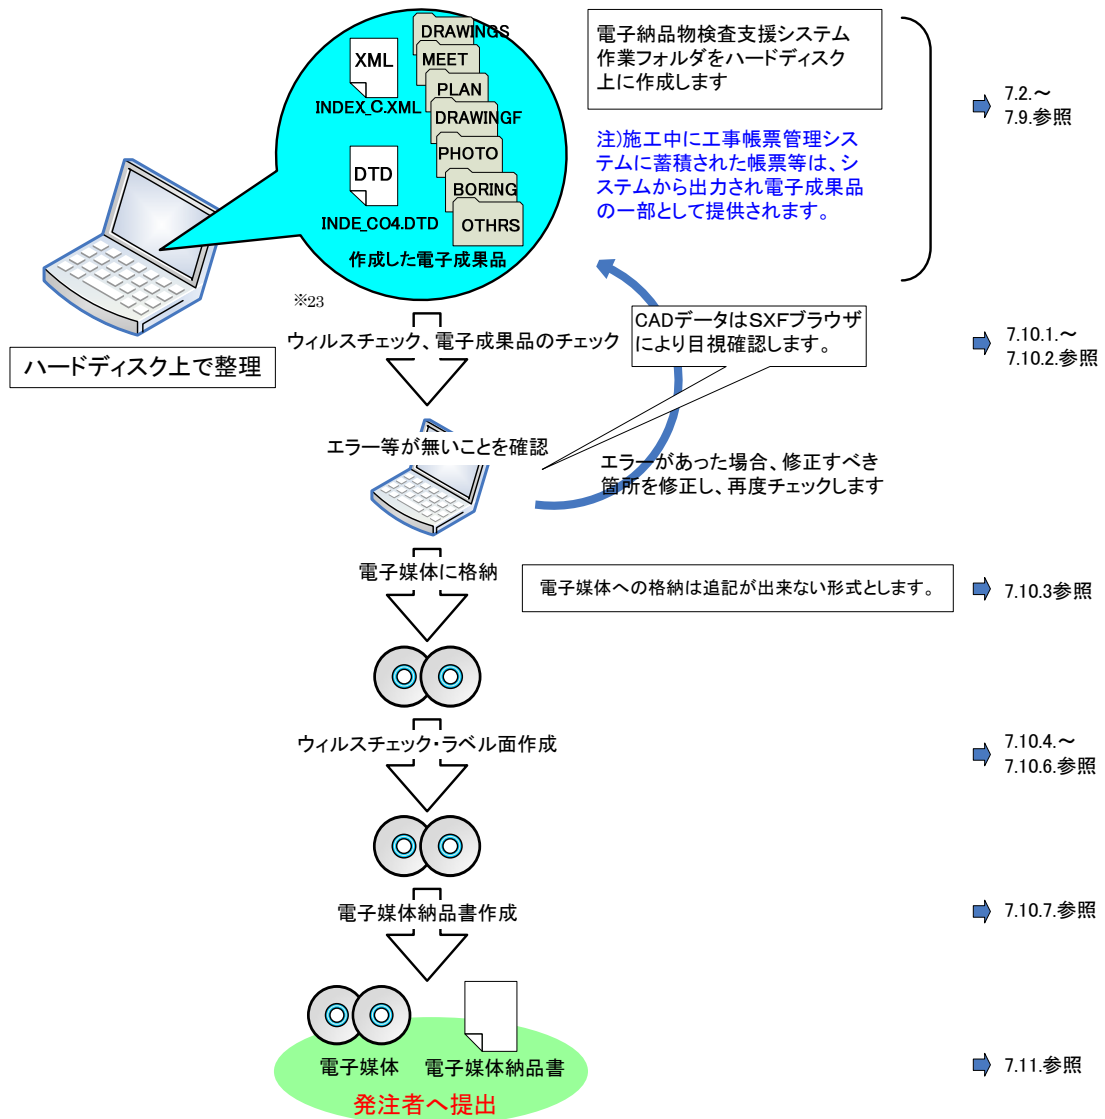 DRAWINGS
XML
MEET
PLAN
INDEX_C.XML
DRAWINGF
PHOTO
DTD
BORING
INDE_CO4.DTD
OTHRS
作成した電子成果品
電子納品物検査支援システム
作業フォルダをハードディスク
上に作成します
7.2.～
7.9.参照
注)施工中に工事帳票管理シス
テムに蓄積された帳票等は、シ
ステムから出力され電子成果品
の一部として提供されます。
※23
ハードディスク上で整理
ウィルスチェック、電子成果品のチェック
CADデータはSXFブラウザ
により目視確認します。
7.10.1.～
7.10.2.参照
エラー等が無いことを確認
エラーがあった場合、修正すべき
箇所を修正し、再度チェックします
電子媒体に格納
電子媒体への格納は追記が出来ない形式とします。
7.10.3参照
ウィルスチェック・ラベル面作成
7.10.4.～
7.10.6.参照
電子媒体納品書作成
7.10.7.参照
電子媒体
電子媒体納品書
7.11.参照
発注者へ提出